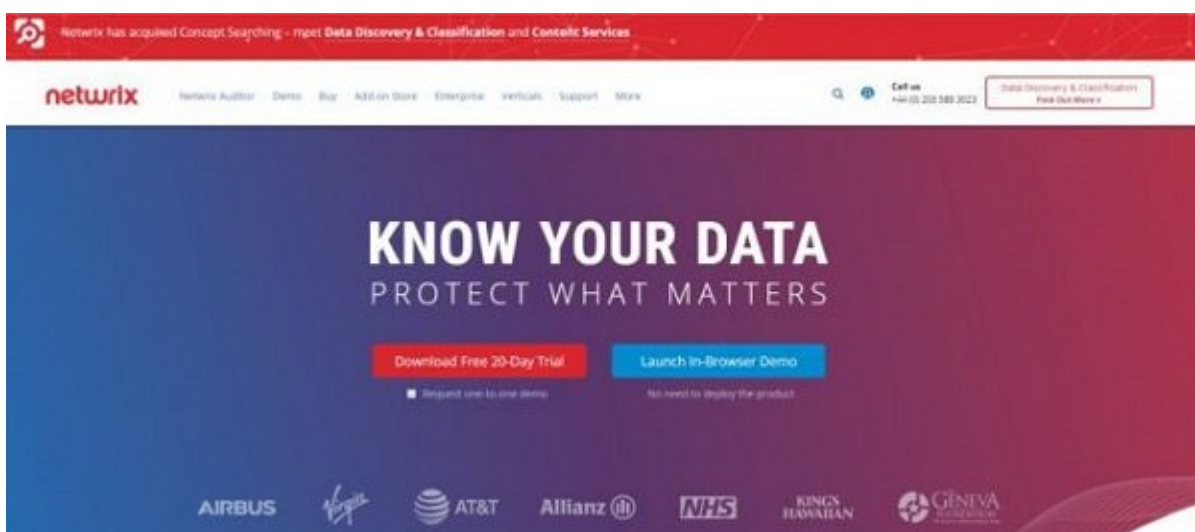 Netwrix has acquired Concept Searching – meet Data Discovery & Classification and Content Services
netwrix
Netwrix Auditor Demo Buy Add-on Store Enterprise Verticals Support More
Call us
Data Discovery & Classification
Find Out More >
KNOW YOUR DATA
PROTECT WHAT MATTERS
Download Free 20-Day Trial Launch In-Browser Demo
Request one-to-one demo No need to deploy the product
AIRBUS Virgin AT&T Allianz NHS KING'S HAWAIIAN GENEVA